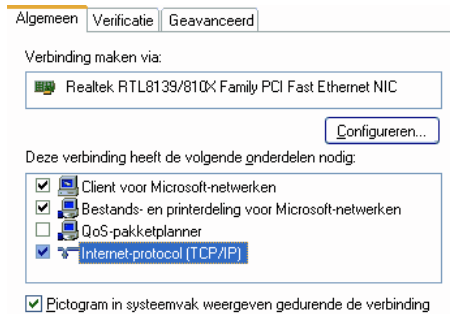 Algemeen Verificatie Geavanceerd
Verbinding maken via:
Realtek RTL8139/810X Family PCI Fast Ethernet NIC
Configureren...
Deze verbinding heeft de volgende onderdelen nodig:
Client voor Microsoft-netwerken
Bestands- en printerdeling voor Microsoft-netwerken
QoS-pakketplanner
Internet-protocol (TCP/IP)
Pictogram in systeemvak weergeven gedurende de verbinding